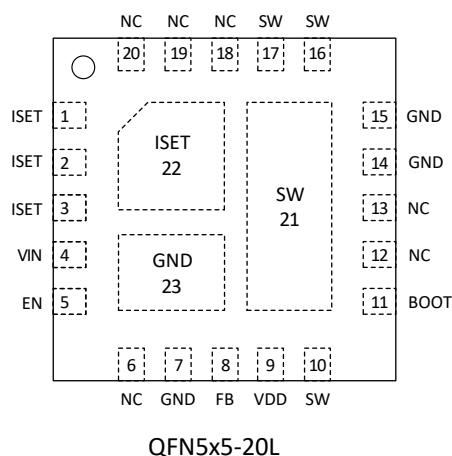 NC NC NC SW SW
20 19 18 17 16
ISET 1 15 GND
ISET 2 14 GND
ISET 3 13 NC
VIN 4 12 NC
EN 5 11 BOOT
ISET
22
SW
21
GND
23
6 7 8 9 10
NC GND FB VDD SW
QFN5x5-20L